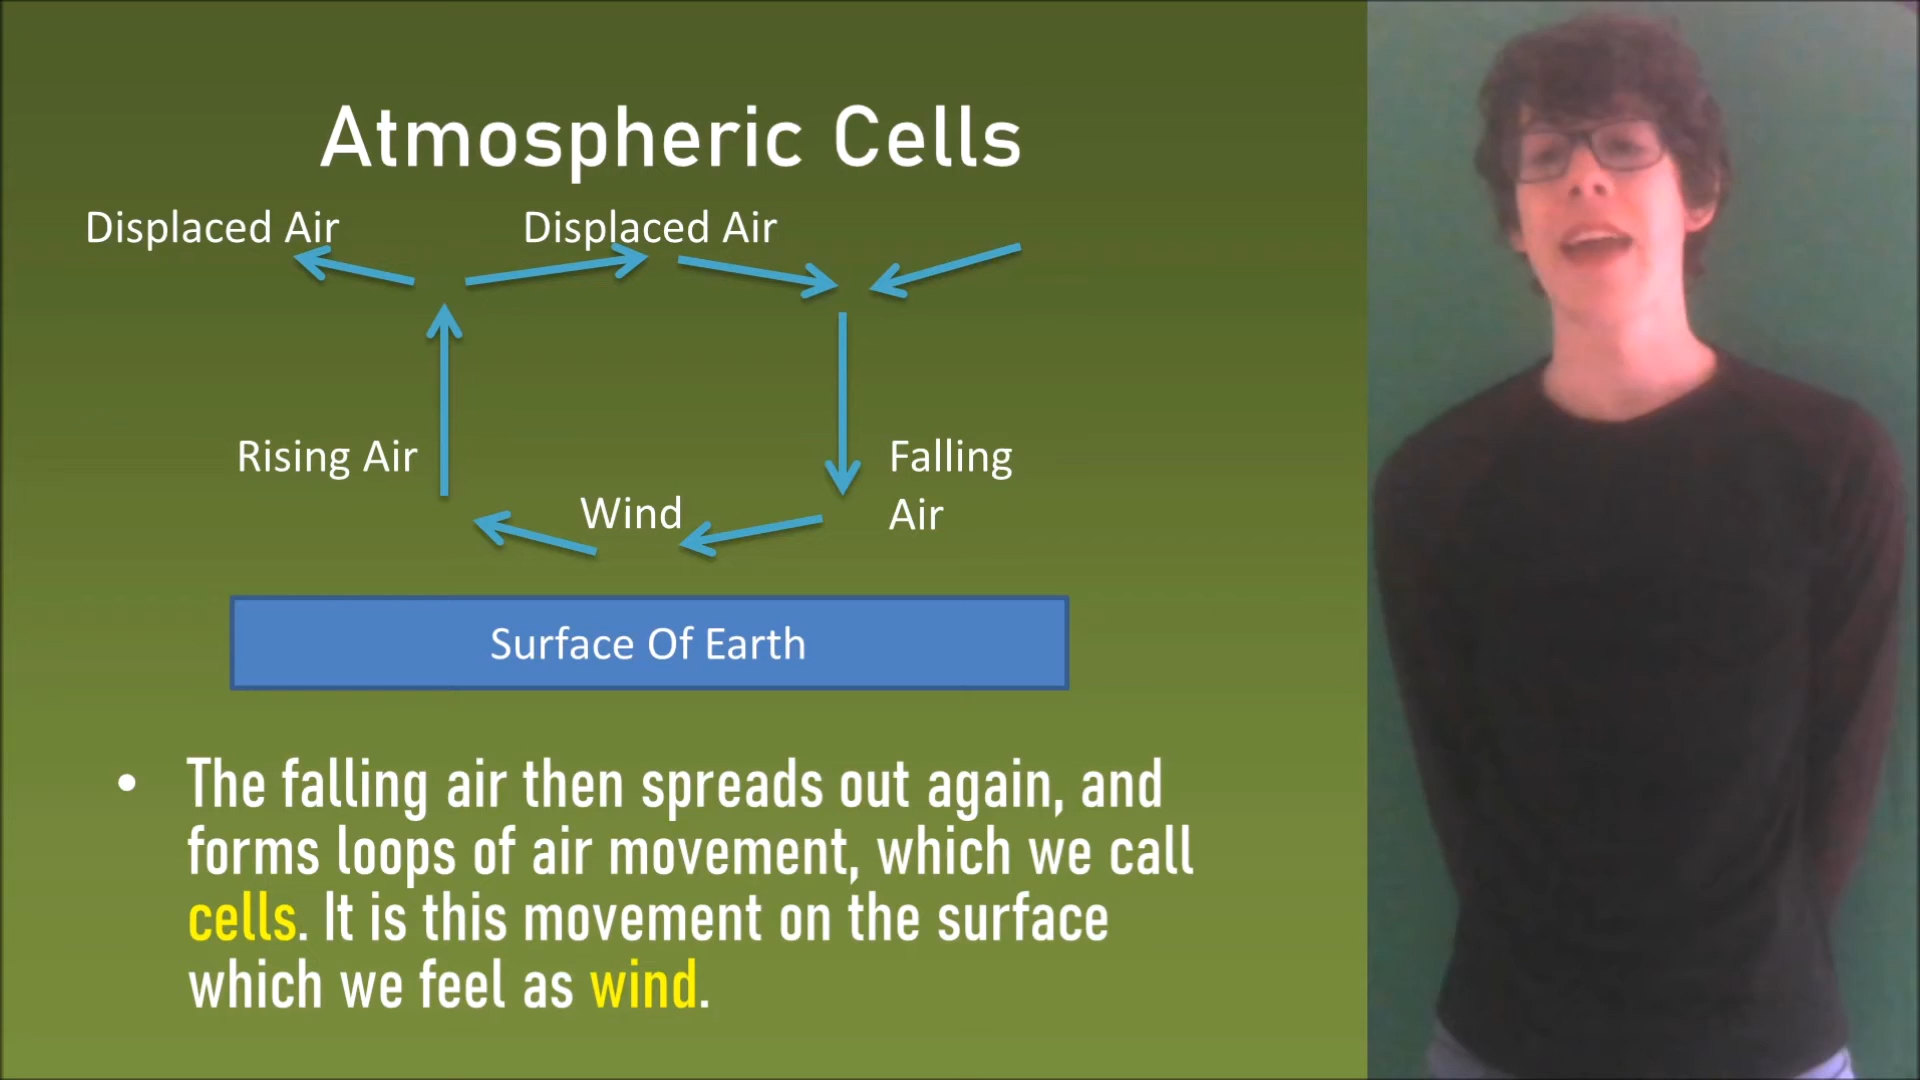 Atmospheric Cells
Displaced Air
Displaced Air
Rising Air
Falling
Air
Wind
Surface Of Earth
• The falling air then spreads out again, and
forms loops of air movement, which we call
cells. It is this movement on the surface
which we feel as wind.